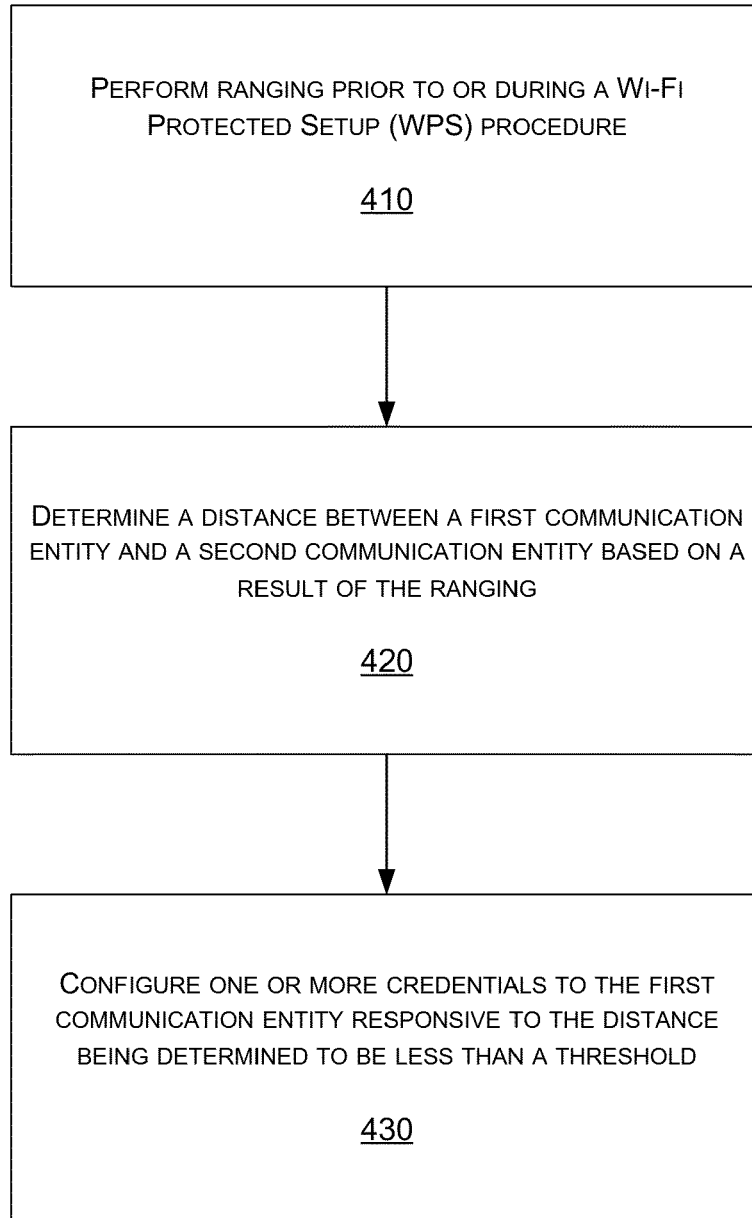 PERFORM RANGING PRIOR TO OR DURING A WI-FI
PROTECTED SETUP (WPS) PROCEDURE
410
DETERMINE A DISTANCE BETWEEN A FIRST COMMUNICATION
ENTITY AND A SECOND COMMUNICATION ENTITY BASED ON A
RESULT OF THE RANGING
420
CONFIGURE ONE OR MORE CREDENTIALS TO THE FIRST
COMMUNICATION ENTITY RESPONSIVE TO THE DISTANCE
BEING DETERMINED TO BE LESS THAN A THRESHOLD
430